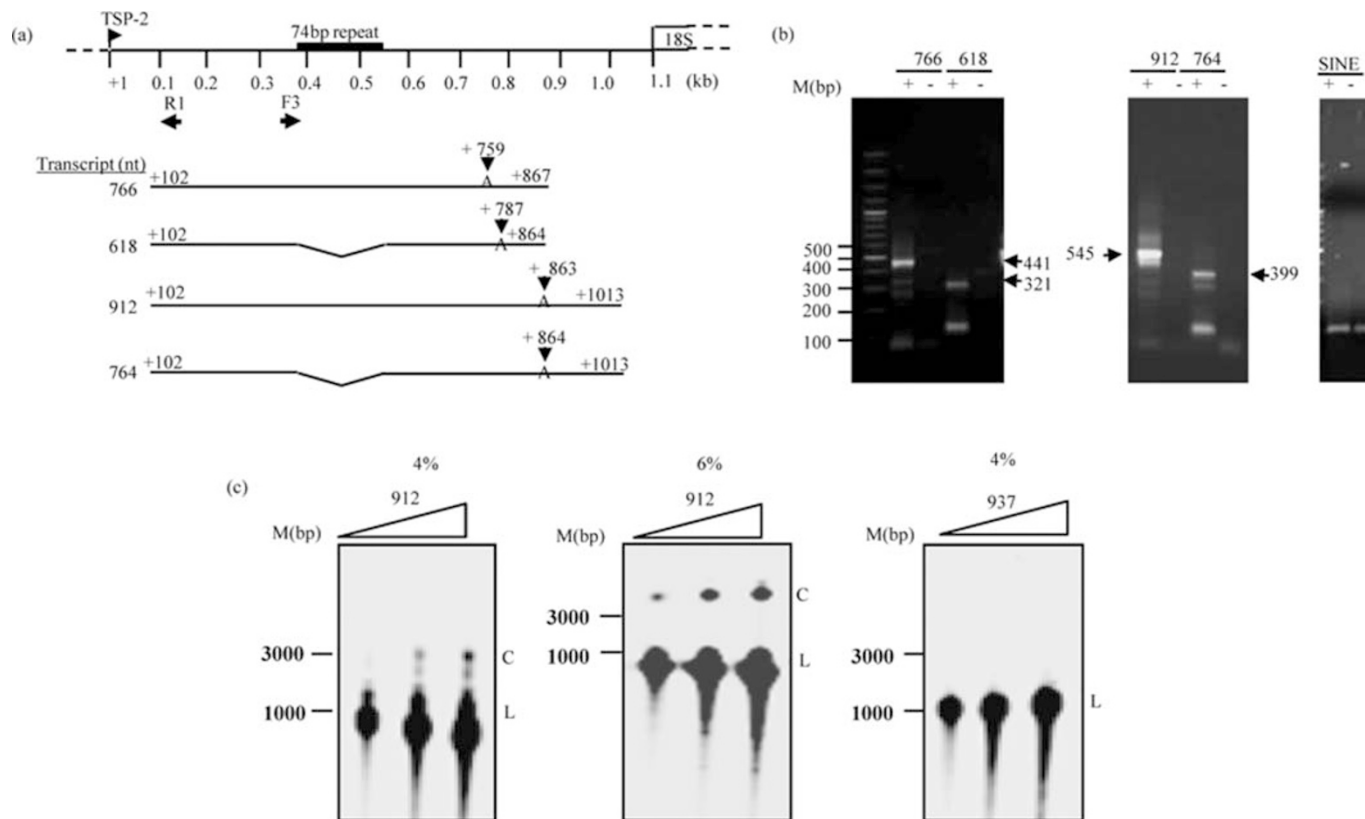 (a)
TSP-2
74bp repeat
18S
+1 0.1 0.2 0.3 0.4 0.5 0.6 0.7 0.8 0.9 1.0 1.1 (kb)
R1 F3
Transcript (nt)
+ 759
766 +102 A +867
+ 787
618 +102 A +864
+ 863
912 +102 A +1013
+ 864
764 +102 A +1013
(b)
766 618 912 764 SINE
M(bp) + - + - + - + - + -
500
400
300
200
100
441
321
545
399
(c)
4% 6% 4%
912 912 937
M(bp) M(bp) M(bp)
3000 C 3000 C 3000
1000 L 1000 L 1000 L